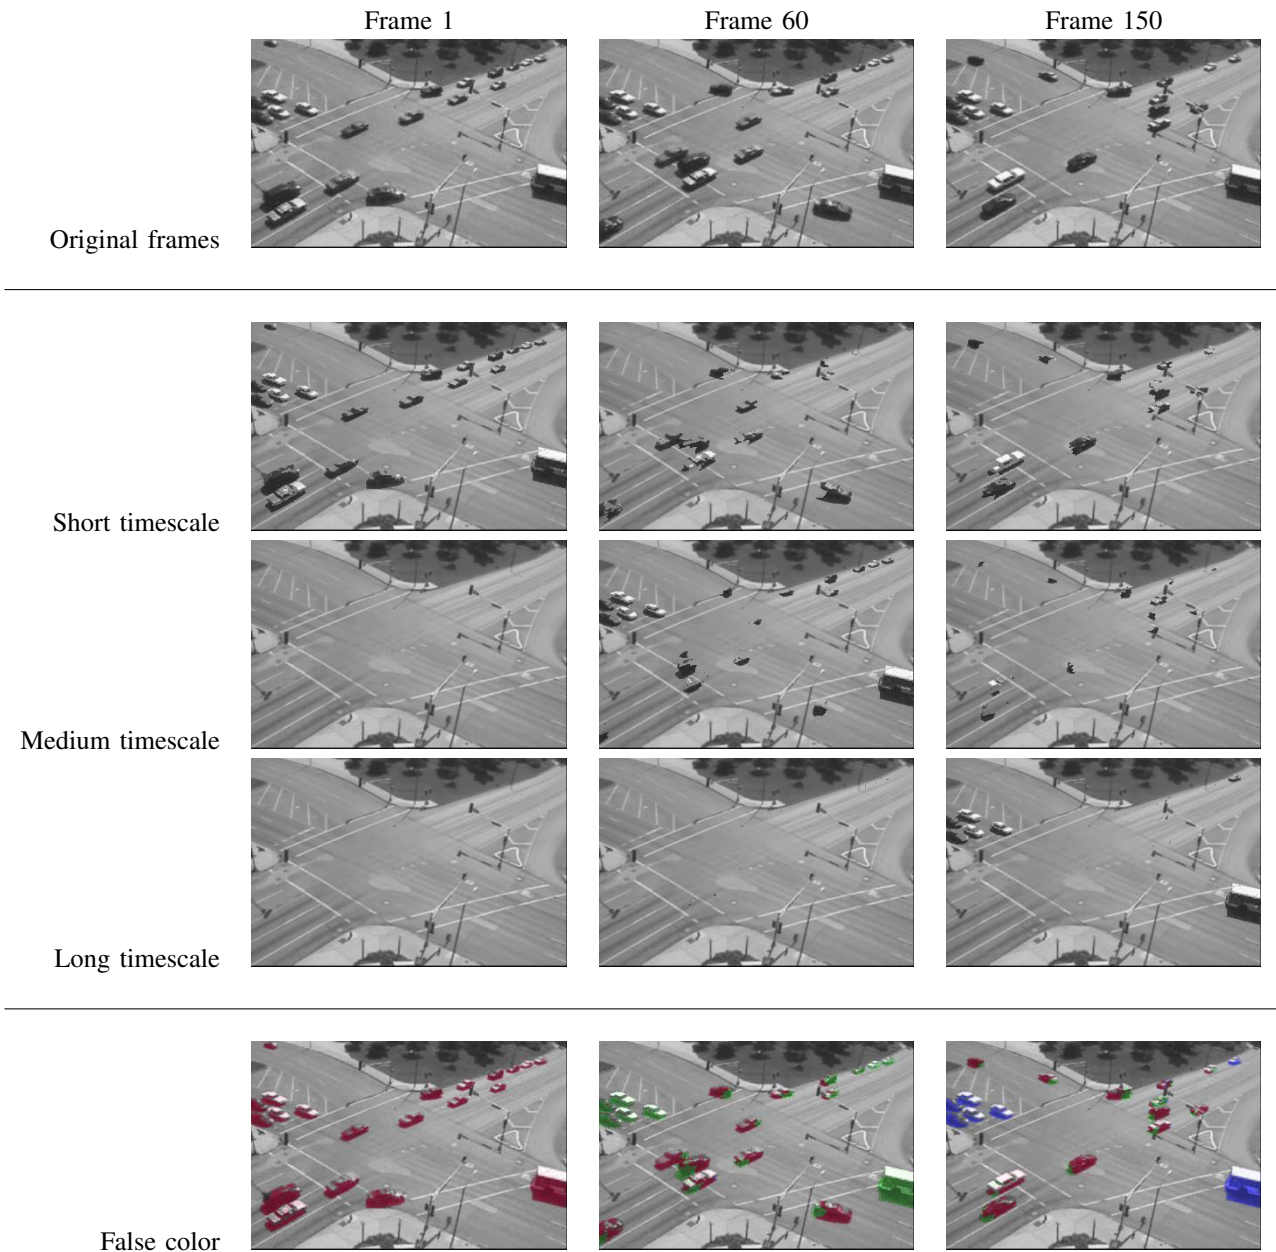 Frame 1 Frame 60 Frame 150
Original frames
Short timescale
Medium timescale
Long timescale
False color